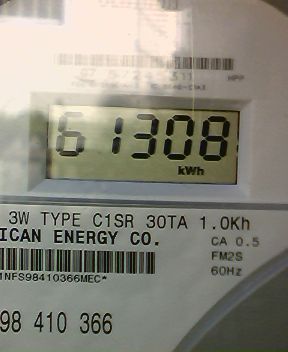 61308
kWh
3W TYPE C1SR 30TA 1.0Kh
ICAN ENERGY CO.
CA 0.5
FM2S
60Hz
1NFS98410366MEC*
98 410 366